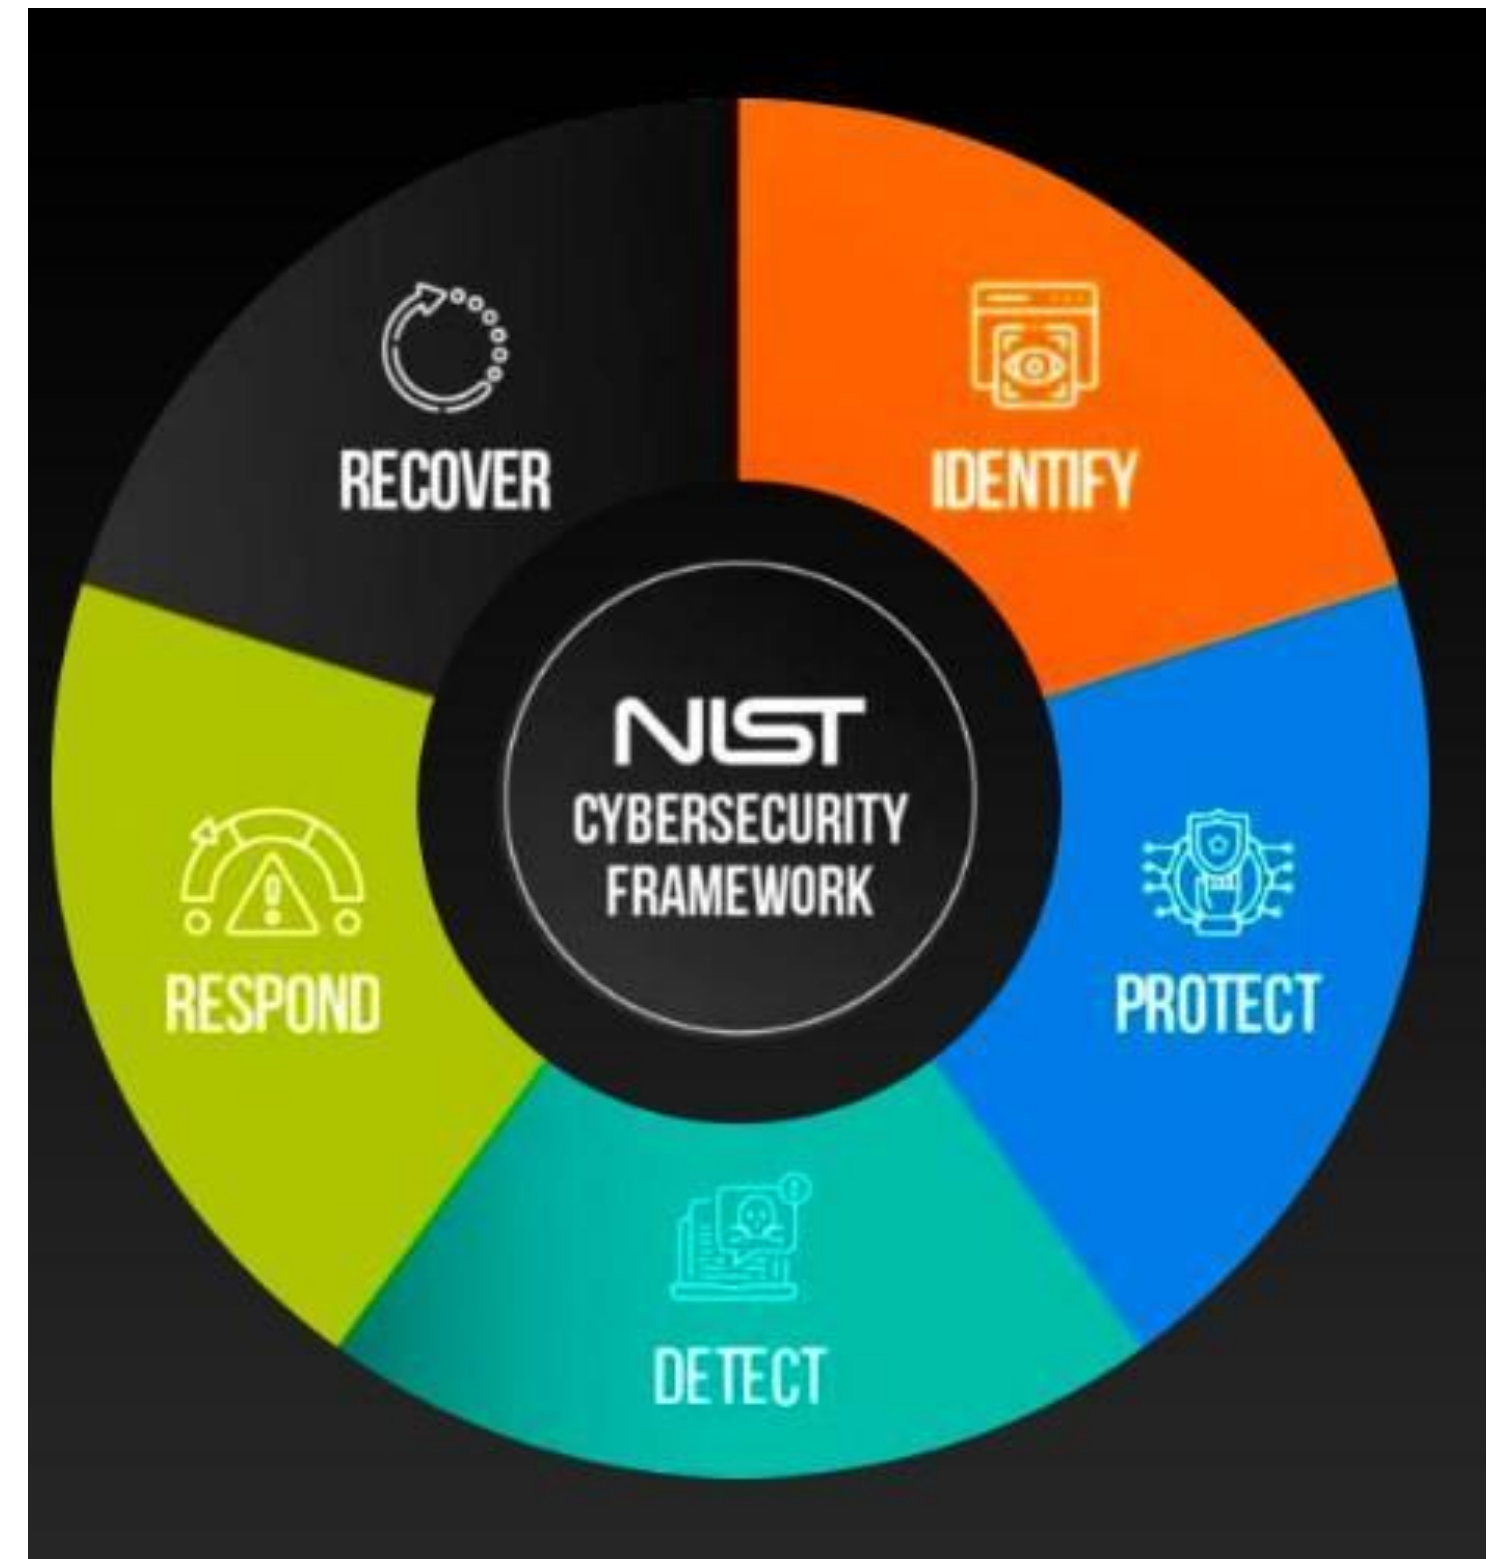 RECOVER
IDENTIFY
NIST
CYBERSECURITY
FRAMEWORK
RESPOND
PROTECT
DETECT